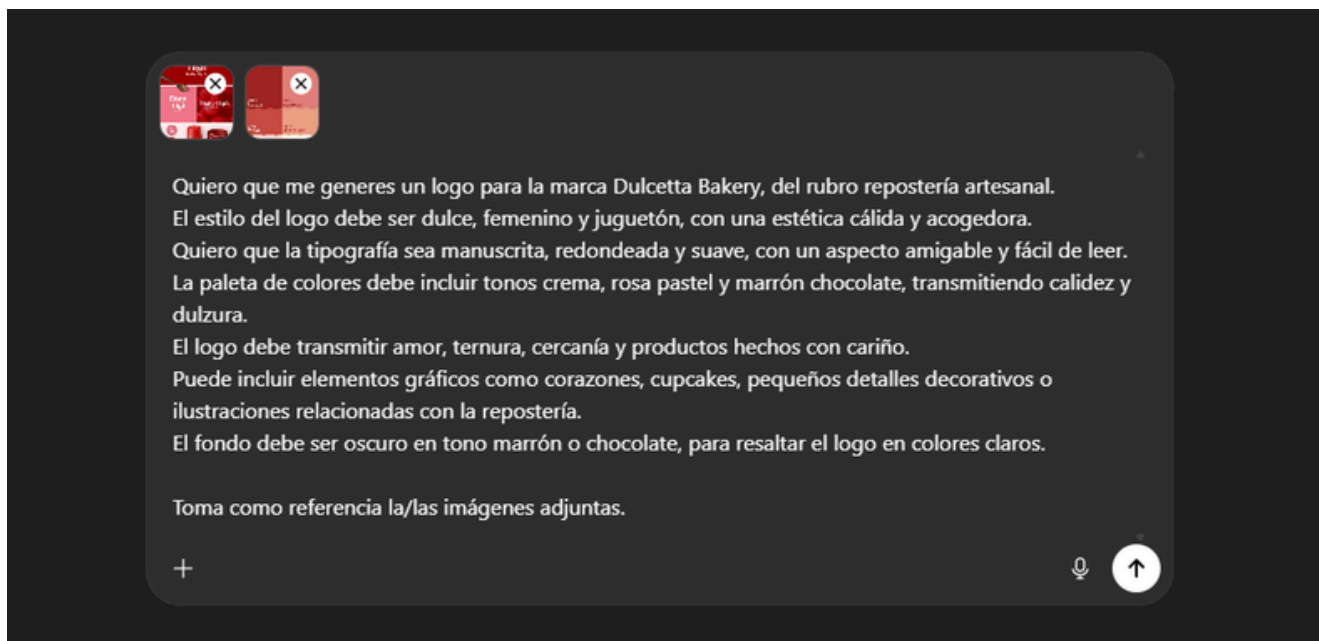 Quiero que me generes un logo para la marca Dulcetta Bakery, del rubro repostería artesanal.
El estilo del logo debe ser dulce, femenino y juguetón, con una estética cálida y acogedora.
Quiero que la tipografía sea manuscrita, redondeada y suave, con un aspecto amigable y fácil de leer.
La paleta de colores debe incluir tonos crema, rosa pastel y marrón chocolate, transmitiendo calidez y
dulzura.
El logo debe transmitir amor, ternura, cercanía y productos hechos con cariño.
Puede incluir elementos gráficos como corazones, cupcakes, pequeños detalles decorativos o
ilustraciones relacionadas con la repostería.
El fondo debe ser oscuro en tono marrón o chocolate, para resaltar el logo en colores claros.
Toma como referencia la/las imágenes adjuntas.